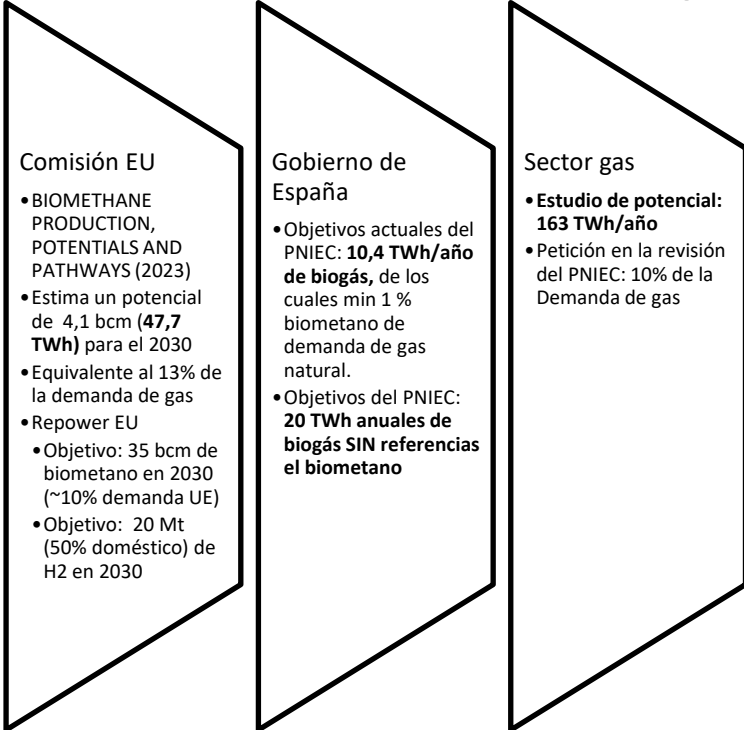 Comisión EU
•BIOMETHANE
PRODUCTION,
POTENTIALS AND
PATHWAYS (2023)
•Estima un potencial
de 4,1 bcm (47,7
TWh) para el 2030
•Equivalente al 13% de
la demanda de gas
•Repower EU
•Objetivo: 35 bcm de
biometano en 2030
(~10% demanda UE)
•Objetivo: 20 Mt
(50% doméstico) de
H2 en 2030
Gobierno de
España
•Objetivos actuales del
PNIEC: 10,4 TWh/año
de biogás, de los
cuales min 1 %
biometano de
demanda de gas
natural.
•Objetivos del PNIEC:
20 TWh anuales de
biogás SIN referencias
el biometano
Sector gas
•Estudio de potencial:
163 TWh/año
•Petición en la revisión
del PNIEC: 10% de la
Demanda de gas